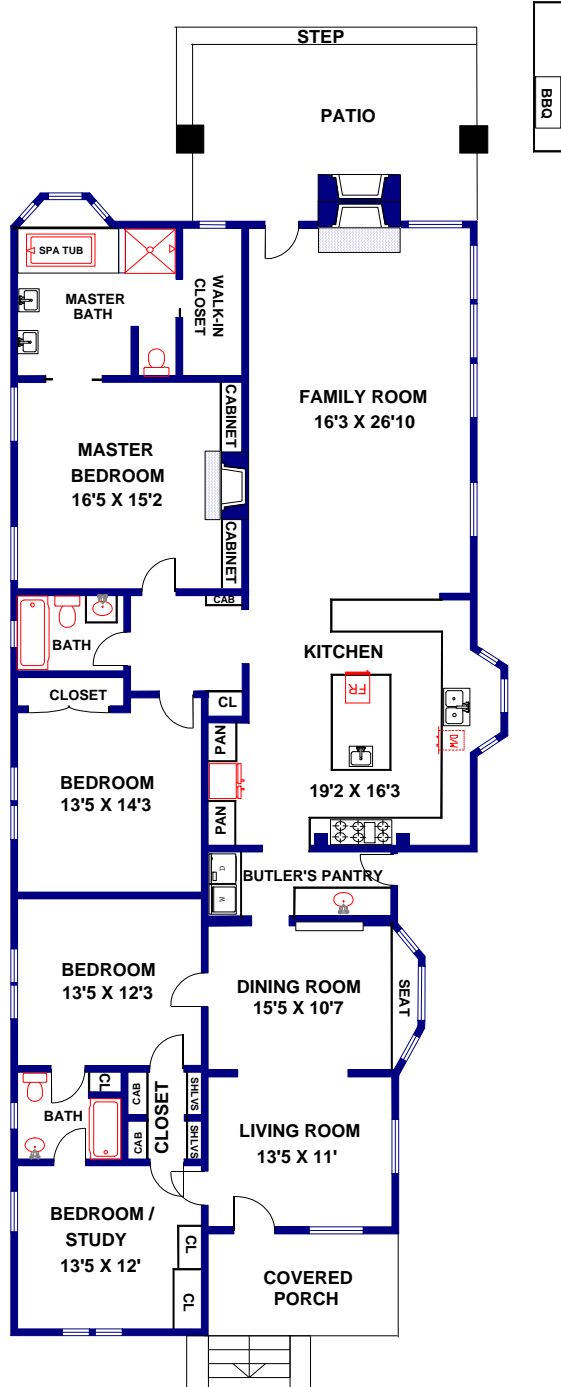 STEP
BBQ
PATIO
SPA TUB
MASTER
BATH
WALK-IN
CLOSET
FAMILY ROOM
16'3 X 26'10
CABINET
MASTER
BEDROOM
16'5 X 15'2
CABINET
CAB
BATH
KITCHEN
FR
CLOSET
CL
D/W
PAN
BEDROOM
13'5 X 14'3
19'2 X 16'3
PAN
D
W
BUTLER'S PANTRY
BEDROOM
13'5 X 12'3
DINING ROOM
15'5 X 10'7
SEAT
CL
CAB
SHLVS
CLOSET
BATH
CAB
SHLVS
LIVING ROOM
13'5 X 11'
BEDROOM /
STUDY
13'5 X 12'
CL
CL
COVERED
PORCH